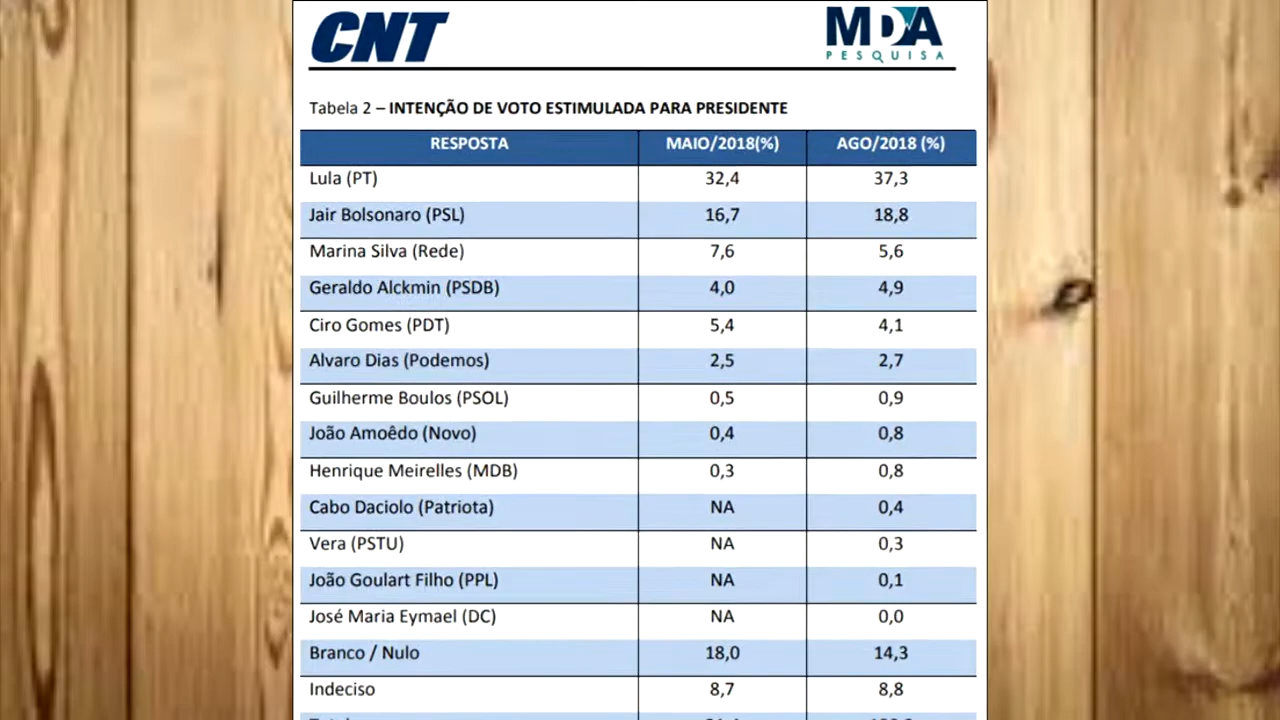 CNT
MDA
PESQUISA
Tabela 2 – INTENÇÃO DE VOTO ESTIMULADA PARA PRESIDENTE
RESPOSTA MAIO/2018(%) AGO/2018 (%)
Lula (PT) 32,4 37,3
Jair Bolsonaro (PSL) 16,7 18,8
Marina Silva (Rede) 7,6 5,6
Geraldo Alckmin (PSDB) 4,0 4,9
Ciro Gomes (PDT) 5,4 4,1
Alvaro Dias (Podemos) 2,5 2,7
Guilherme Boulos (PSOL) 0,5 0,9
João Amoêdo (Novo) 0,4 0,8
Henrique Meirelles (MDB) 0,3 0,8
Cabo Daciolo (Patriota) NA 0,4
Vera (PSTU) NA 0,3
João Goulart Filho (PPL) NA 0,1
José Maria Eymael (DC) NA 0,0
Branco / Nulo 18,0 14,3
Indeciso 8,7 8,8